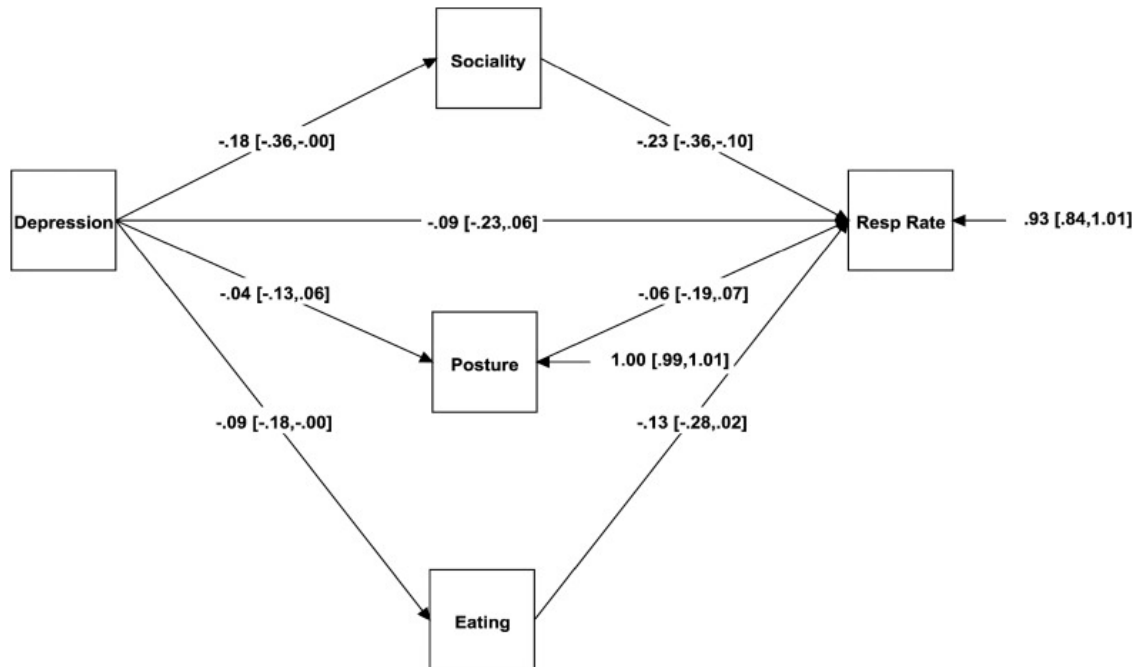 Sociality
-.18 [-.36,-.00]
-.23 [-.36,-.10]
Depression
-.09 [-.23,.06]
Resp Rate
.93 [.84,1.01]
-.04 [-.13,.06]
-.06 [-.19,.07]
Posture
1.00 [.99,1.01]
-.09 [-.18,-.00]
-.13 [-.28,.02]
Eating